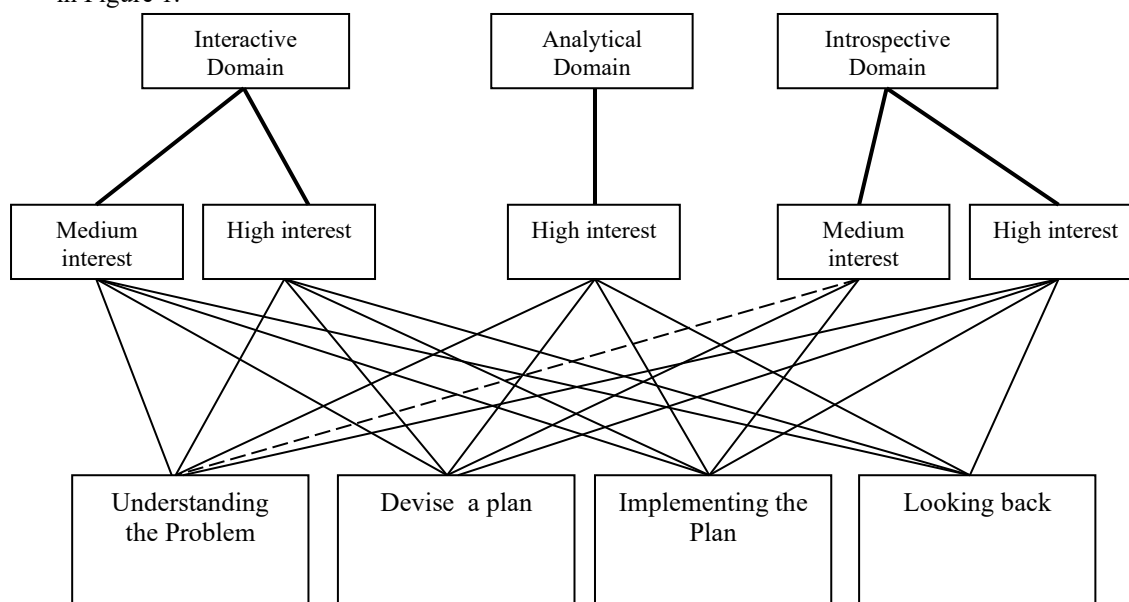 in Figure 1.
Interactive
Domain
Analytical
Domain
Introspective
Domain
Medium
interest
High interest
High interest
Medium
interest
High interest
Understanding
the Problem
Devise a plan
Implementing the
Plan
Looking back